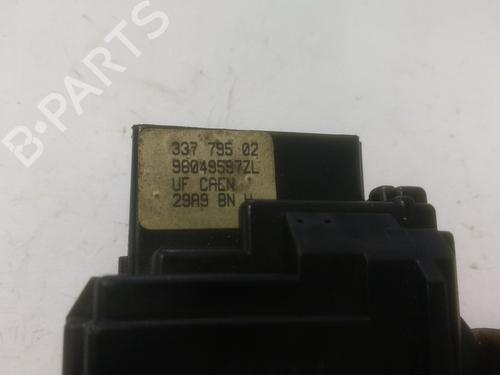 B-PARTS
337 795 02
98049597ZL
UF CAEN
29A9 BN